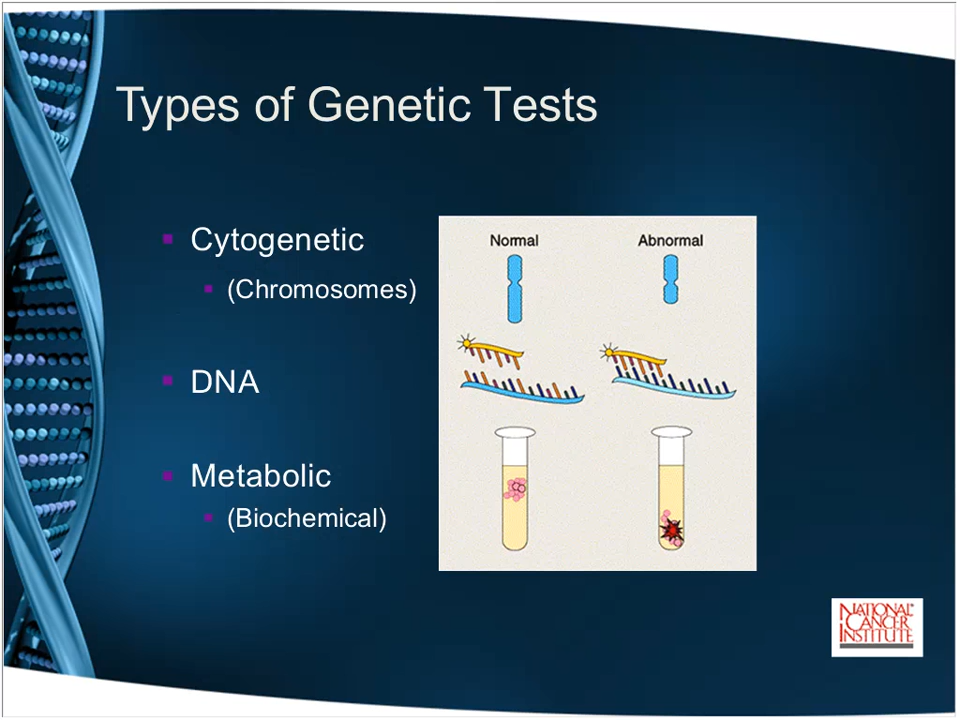 Types of Genetic Tests
Cytogenetic
(Chromosomes)
DNA
Metabolic
(Biochemical)
Normal
Abnormal
NATIONAL
CANCER
INSTITUTE